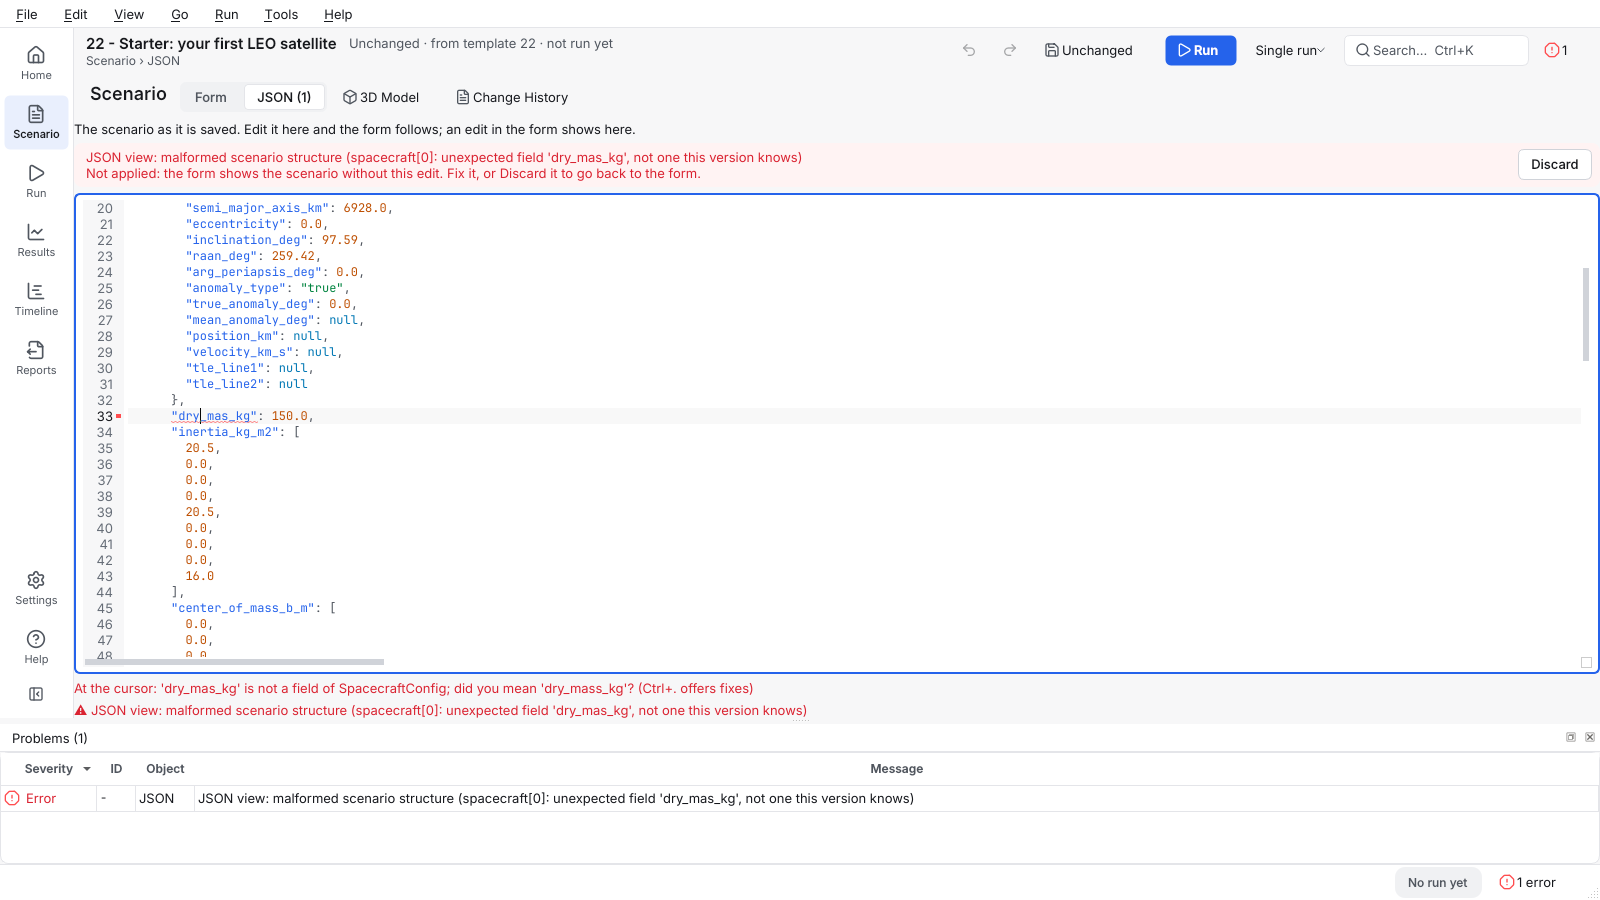 File Edit View Go Run Tools Help
22 - Starter: your first LEO satellite Unchanged · from template 22 · not run yet
Scenario › JSON
Unchanged Run Single run Search... Ctrl+K 1
Home
Scenario
Run
Results
Timeline
Reports
Settings
Help
Scenario Form JSON (1) 3D Model Change History
The scenario as it is saved. Edit it here and the form follows; an edit in the form shows here.
JSON view: malformed scenario structure (spacecraft[0]: unexpected field 'dry_mas_kg', not one this version knows)
Not applied: the form shows the scenario without this edit. Fix it, or Discard it to go back to the form.
Discard
20 "semi_major_axis_km": 6928.0,
21 "eccentricity": 0.0,
22 "inclination_deg": 97.59,
23 "raan_deg": 259.42,
24 "arg_periapsis_deg": 0.0,
25 "anomaly_type": "true",
26 "true_anomaly_deg": 0.0,
27 "mean_anomaly_deg": null,
28 "position_km": null,
29 "velocity_km_s": null,
30 "tle_line1": null,
31 "tle_line2": null
32 },
33 "dry_mas_kg": 150.0,
34 "inertia_kg_m2": [
35 20.5,
36 0.0,
37 0.0,
38 0.0,
39 20.5,
40 0.0,
41 0.0,
42 0.0,
43 16.0
44 ],
45 "center_of_mass_b_m": [
46 0.0,
47 0.0,
48 0.0
At the cursor: 'dry_mas_kg' is not a field of SpacecraftConfig; did you mean 'dry_mass_kg'? (Ctrl+. offers fixes)
JSON view: malformed scenario structure (spacecraft[0]: unexpected field 'dry_mas_kg', not one this version knows)
Problems (1)
Severity ID Object Message
Error - JSON JSON view: malformed scenario structure (spacecraft[0]: unexpected field 'dry_mas_kg', not one this version knows)
No run yet 1 error